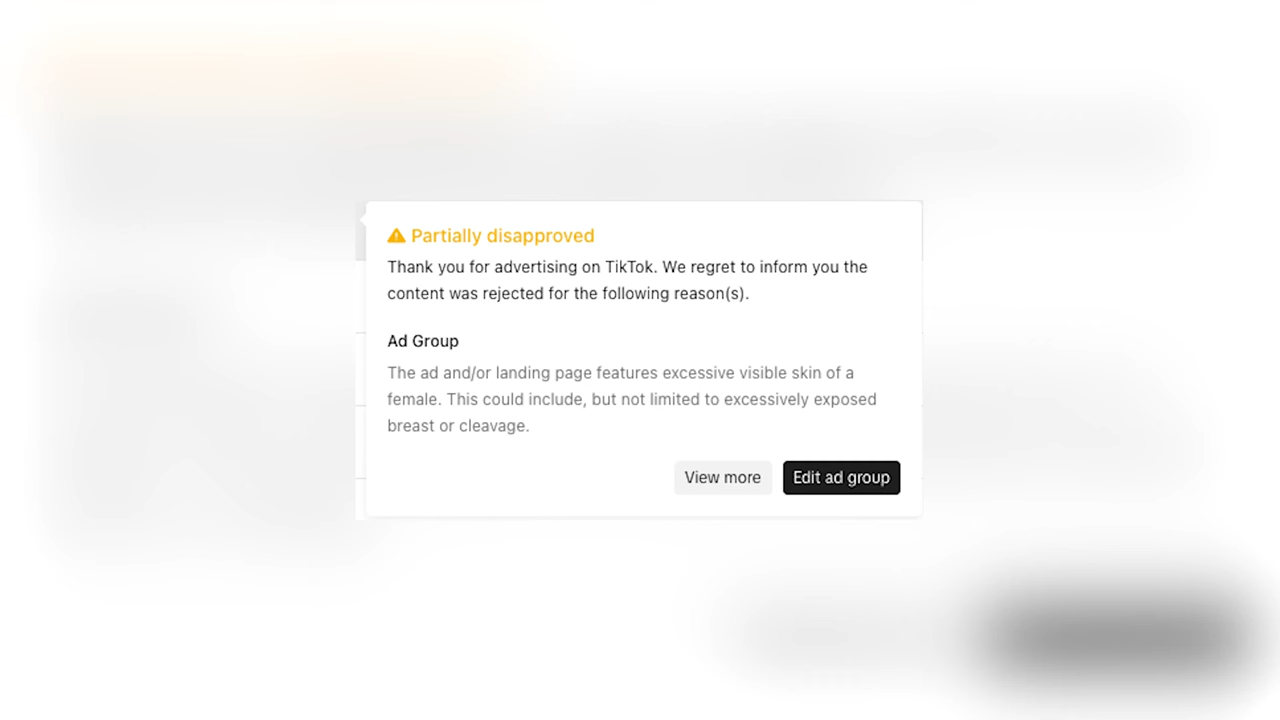 Partially disapproved
Thank you for advertising on TikTok. We regret to inform you the
content was rejected for the following reason(s).
Ad Group
The ad and/or landing page features excessive visible skin of a
female. This could include, but not limited to excessively exposed
breast or cleavage.
View more Edit ad group